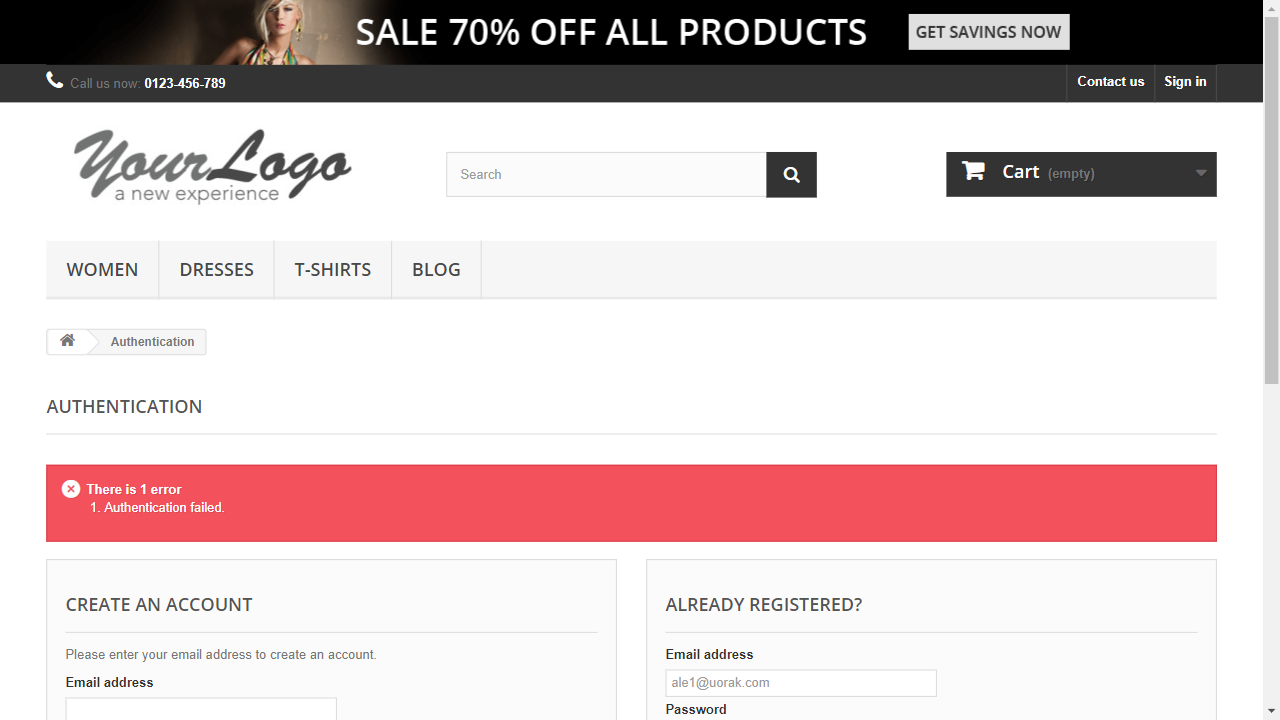 SALE 70% OFF ALL PRODUCTS
GET SAVINGS NOW
Call us now: 0123-456-789
Contact us
Sign in
YourLogo
a new experience
Search
Cart (empty)
WOMEN
DRESSES
T-SHIRTS
BLOG
Authentication
AUTHENTICATION
There is 1 error
1. Authentication failed.
CREATE AN ACCOUNT
Please enter your email address to create an account.
Email address
ALREADY REGISTERED?
Email address
ale1@uorak.com
Password